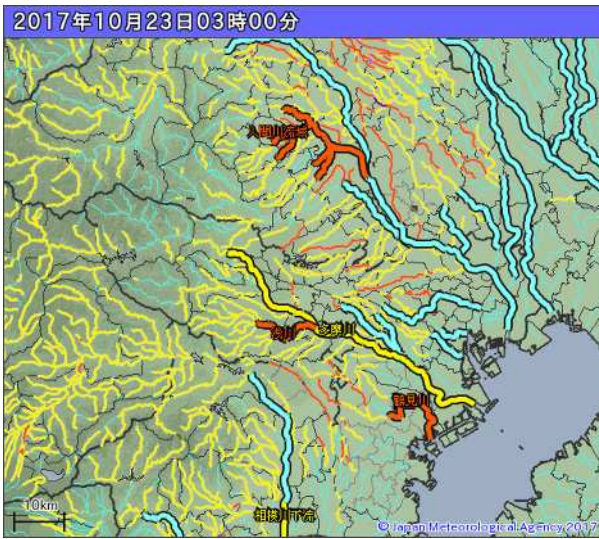 2017年10月23日03時00分
入間川流域
浅川
多摩川
鶴見川
相模川下流
10km
© Japan Meteorological Agency 2017